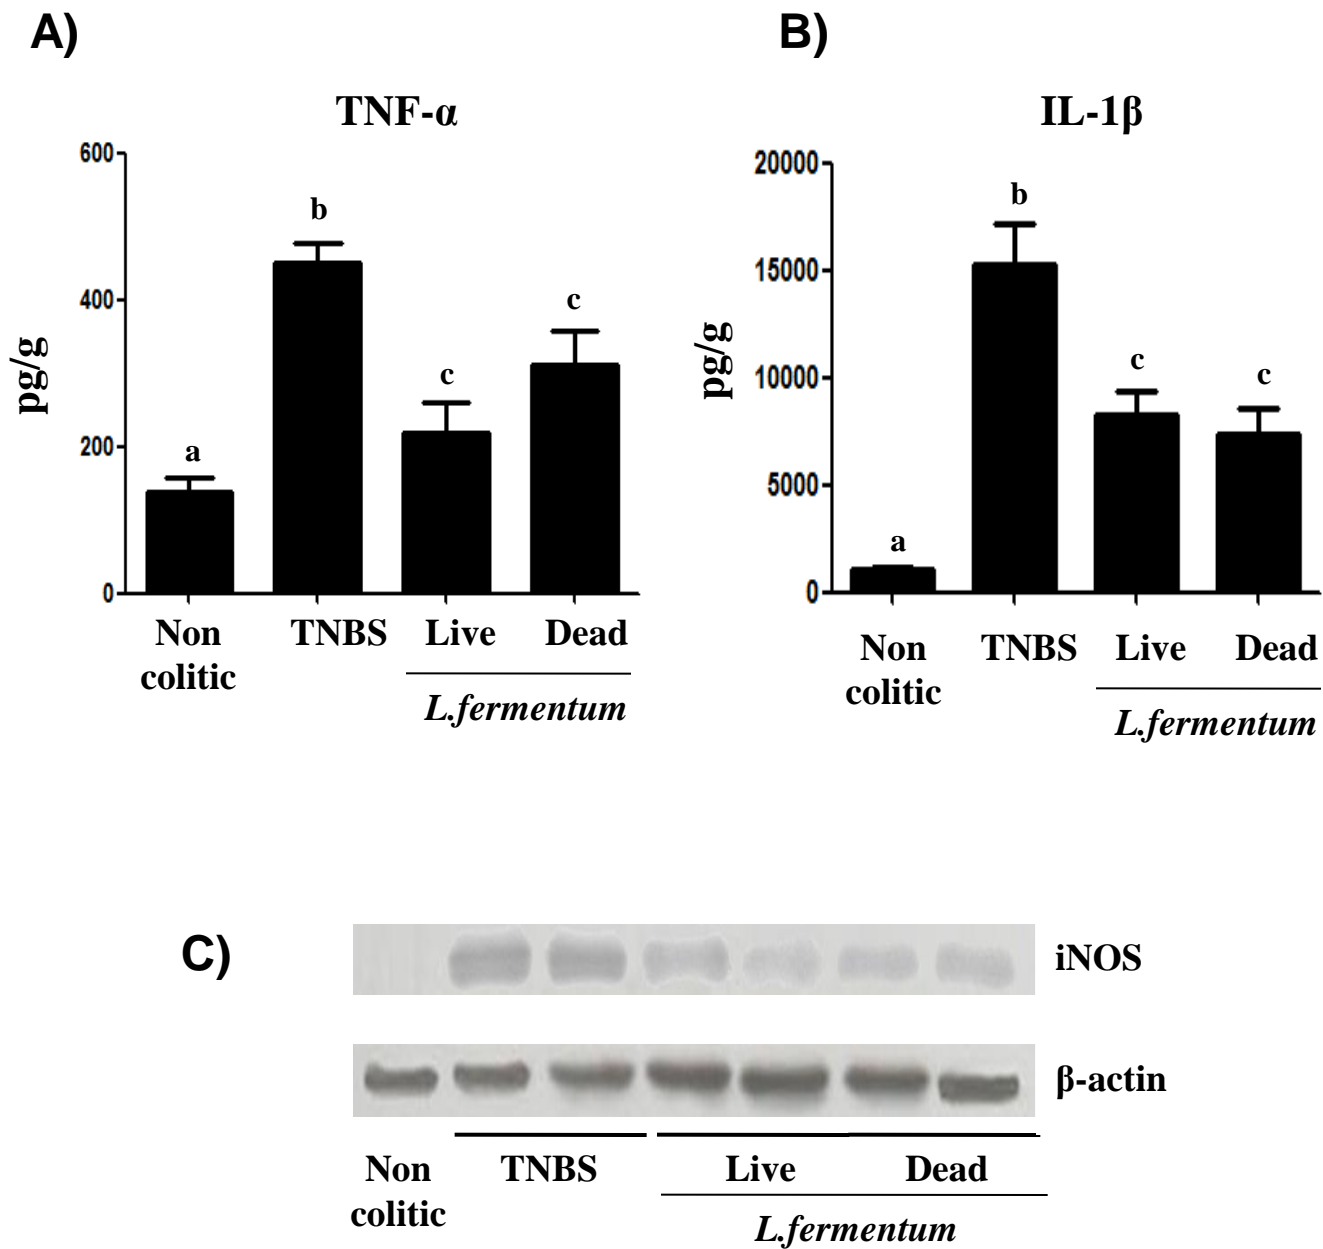 A)
TNF-α
600
400
200
0
pg/g
a
b
c
c
Non
colitic
TNBS
Live
Dead
L.fermentum
B)
IL-1β
20000
15000
10000
5000
0
pg/g
a
b
c
c
Non
colitic
TNBS
Live
Dead
L.fermentum
C)
iNOS
β-actin
Non
colitic
TNBS
Live
Dead
L.fermentum